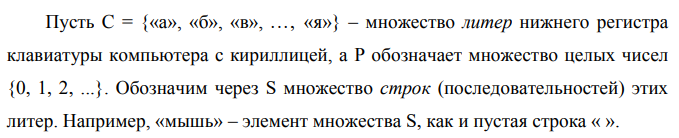 Пусть C = {«а», «б», «в», …, «я»} – множество литер нижнего регистра
клавиатуры компьютера с кириллицей, а P обозначает множество целых чисел
{0, 1, 2, ...}. Обозначим через S множество строк (последовательностей) этих
литер. Например, «мышь» – элемент множества S, как и пустая строка « ».